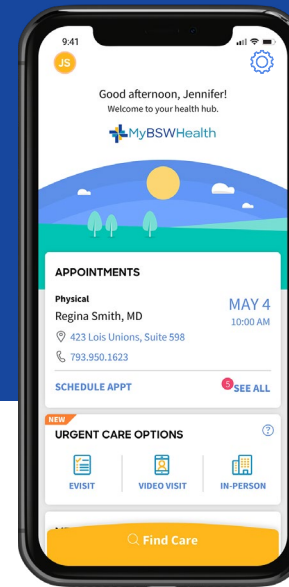 9:41
JS
Good afternoon, Jennifer!
Welcome to your health hub.
MyBSWHealth
APPOINTMENTS
Physical
Regina Smith, MD
MAY 4
10:00 AM
423 Lois Unions, Suite 598
793.950.1623
SCHEDULE APPT
5
SEE ALL
NEW
URGENT CARE OPTIONS
?
EVISIT
VIDEO VISIT
IN-PERSON
Find Care